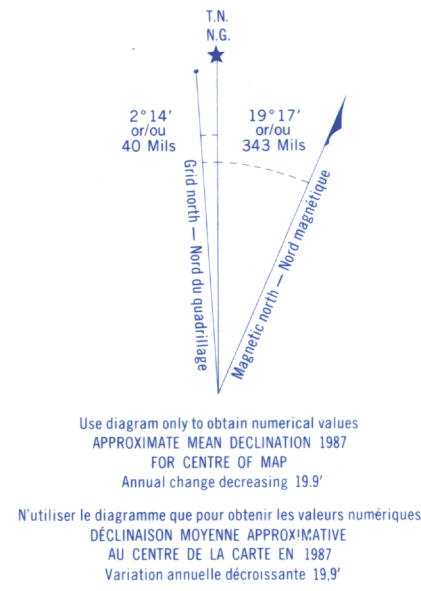 T.N.
N.G.
2°14′
or/ou
40 Mils
19°17′
or/ou
343 Mils
Grid north — Nord du quadrillage
Magnetic north — Nord magnétique
Use diagram only to obtain numerical values
APPROXIMATE MEAN DECLINATION 1987
FOR CENTRE OF MAP
Annual change decreasing 19.9′
N'utiliser le diagramme que pour obtenir les valeurs numériques
DÉCLINAISON MOYENNE APPROXIMATIVE
AU CENTRE DE LA CARTE EN 1987
Variation annuelle décroissante 19,9′